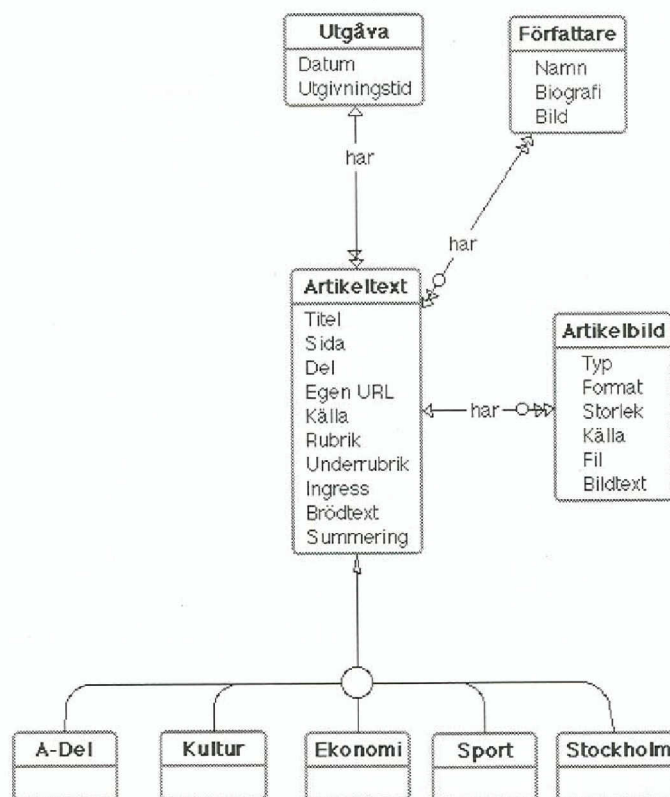 Utgåva
Datum
Utgivningstid
Författare
Namn
Biografi
Bild
har
har
Artikeltext
Titel
Sida
Del
Egen URL
Källa
Rubrik
Underrubrik
Ingress
Brödtext
Summering
har
Artikelbild
Typ
Format
Storlek
Källa
Fil
Bildtext
A-Del
Kultur
Ekonomi
Sport
Stockholm